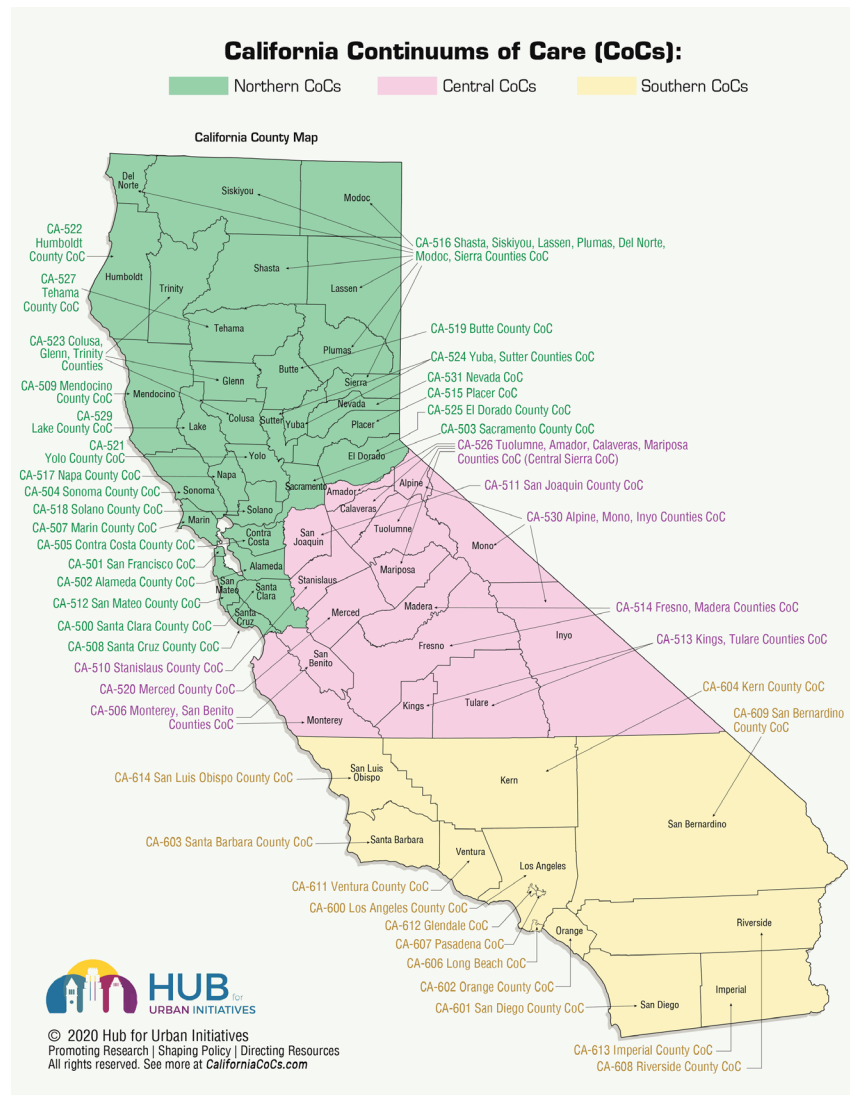 California Continuums of Care (CoCs):
Northern CoCs
Central CoCs
Southern CoCs
California County Map
Del
Norte
Siskiyou
Modoc
CA-522
Humboldt
County CoC
CA-516 Shasta, Siskiyou, Lassen, Plumas, Del Norte,
Modoc, Sierra Counties CoC
Humboldt
Trinity
Shasta
Lassen
CA-527
Tehama
County CoC
Tehama
Plumas
CA-519 Butte County CoC
CA-523 Colusa,
Glenn, Trinity
Counties
Glenn
Butte
Sierra
CA-524 Yuba, Sutter Counties CoC
CA-531 Nevada CoC
CA-509 Mendocino
County CoC
Mendocino
Nevada
CA-515 Placer CoC
CA-529
Lake County CoC
Lake
Colusa
Sutter
Yuba
Placer
CA-525 El Dorado County CoC
CA-503 Sacramento County CoC
CA-521
Yolo County CoC
Yolo
El Dorado
CA-526 Tuolumne, Amador, Calaveras, Mariposa
Counties CoC (Central Sierra CoC)
CA-517 Napa County CoC
Napa
CA-504 Sonoma County CoC
Sonoma
Sacramento
Amador
Alpine
CA-511 San Joaquin County CoC
CA-518 Solano County CoC
Solano
Calaveras
CA-507 Marin County CoC
Marin
CA-530 Alpine, Mono, Inyo Counties CoC
CA-505 Contra Costa County CoC
Contra
Costa
San
Joaquin
Tuolumne
Mono
CA-501 San Francisco CoC
Alameda
CA-502 Alameda County CoC
San
Mateo
Santa
Clara
Stanislaus
Mariposa
CA-512 San Mateo County CoC
CA-500 Santa Clara County CoC
Santa
Cruz
Merced
Madera
CA-514 Fresno, Madera Counties CoC
CA-508 Santa Cruz County CoC
Inyo
CA-513 Kings, Tulare Counties CoC
CA-510 Stanislaus County CoC
San
Benito
Fresno
CA-520 Merced County CoC
CA-604 Kern County CoC
CA-506 Monterey, San Benito
Counties CoC
Monterey
Kings
Tulare
CA-609 San Bernardino
County CoC
CA-614 San Luis Obispo County CoC
San Luis
Obispo
Kern
San Bernardino
CA-603 Santa Barbara County CoC
Santa Barbara
Ventura
Los Angeles
CA-611 Ventura County CoC
CA-600 Los Angeles County CoC
CA-612 Glendale CoC
CA-607 Pasadena CoC
Orange
Riverside
CA-606 Long Beach CoC
CA-602 Orange County CoC
CA-601 San Diego County CoC
San Diego
Imperial
CA-613 Imperial County CoC
CA-608 Riverside County CoC
HUB for
URBAN INITIATIVES
© 2020 Hub for Urban Initiatives
Promoting Research | Shaping Policy | Directing Resources
All rights reserved. See more at CaliforniaCoCs.com